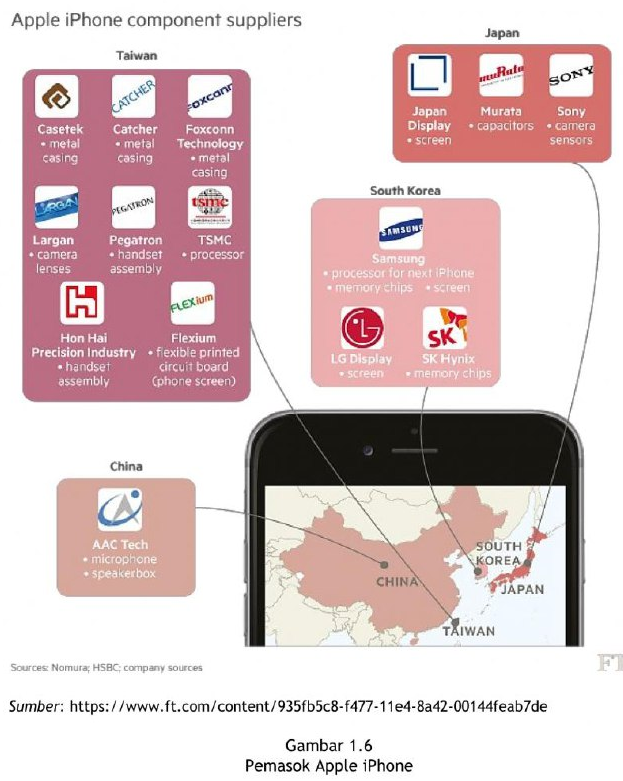 Apple iPhone component suppliers
Taiwan
CATCHER
Foxconn
Casetek
• metal
casing
Catcher
• metal
casing
Foxconn
Technology
• metal
casing
LARGAN
PEGATRON
tsmc
Largan
• camera
lenses
Pegatron
• handset
assembly
TSMC
• processor
FLEXium
Hon Hai
Precision Industry
• handset
assembly
Flexium
• flexible printed
circuit board
(phone screen)
Japan
muRata
SONY
Japan
Display
• screen
Murata
• capacitors
Sony
• camera
sensors
South Korea
SAMSUNG
Samsung
• processor for next iPhone
• memory chips • screen
LG
SK
LG Display
• screen
SK Hynix
• memory chips
China
AAC Tech
• microphone
• speakerbox
CHINA
SOUTH
KOREA
JAPAN
TAIWAN
Sources: Nomura; HSBC; company sources
FT
Sumber: https://www.ft.com/content/935fb5c8-f477-11e4-8a42-00144feab7de
Gambar 1.6
Pemasok Apple iPhone